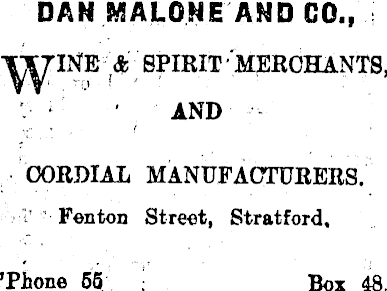 DAN MALONE AND CO.,
WINE & SPIRIT MERCHANTS,
AND
CORDIAL MANUFACTURERS.
Fenton Street, Stratford.
'Phone 55
Box 48.